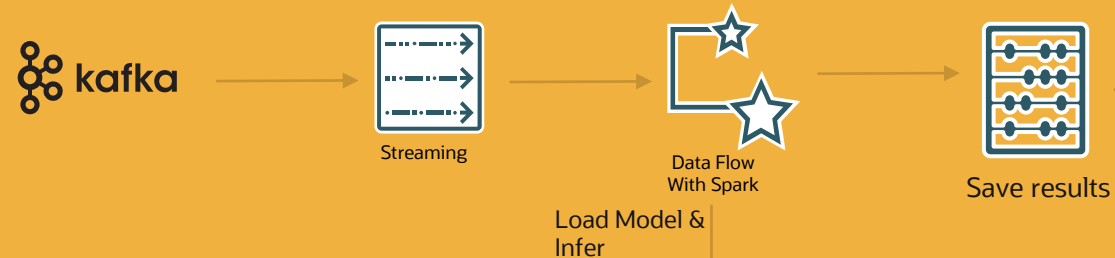 kafka
Streaming
Data Flow
With Spark
Save results
Load Model &
Infer